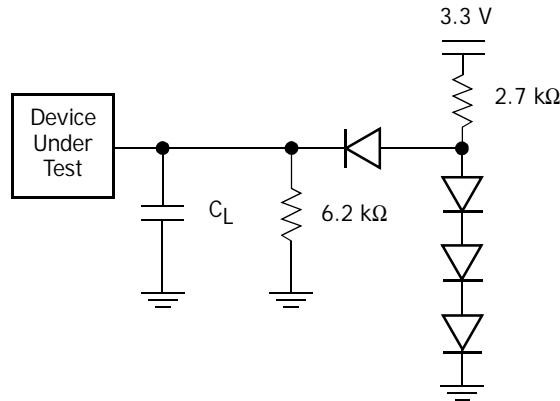 3.3 V
2.7 kΩ
Device
Under
Test
C_L
6.2 kΩ